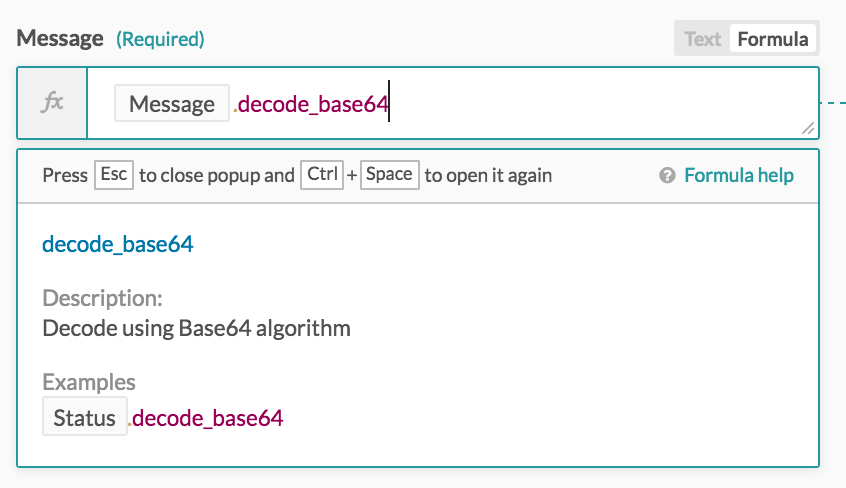 Message (Required) Text Formula
fx Message .decode_base64
Press Esc to close popup and Ctrl + Space to open it again ? Formula help
decode_base64
Description:
Decode using Base64 algorithm
Examples
Status .decode_base64